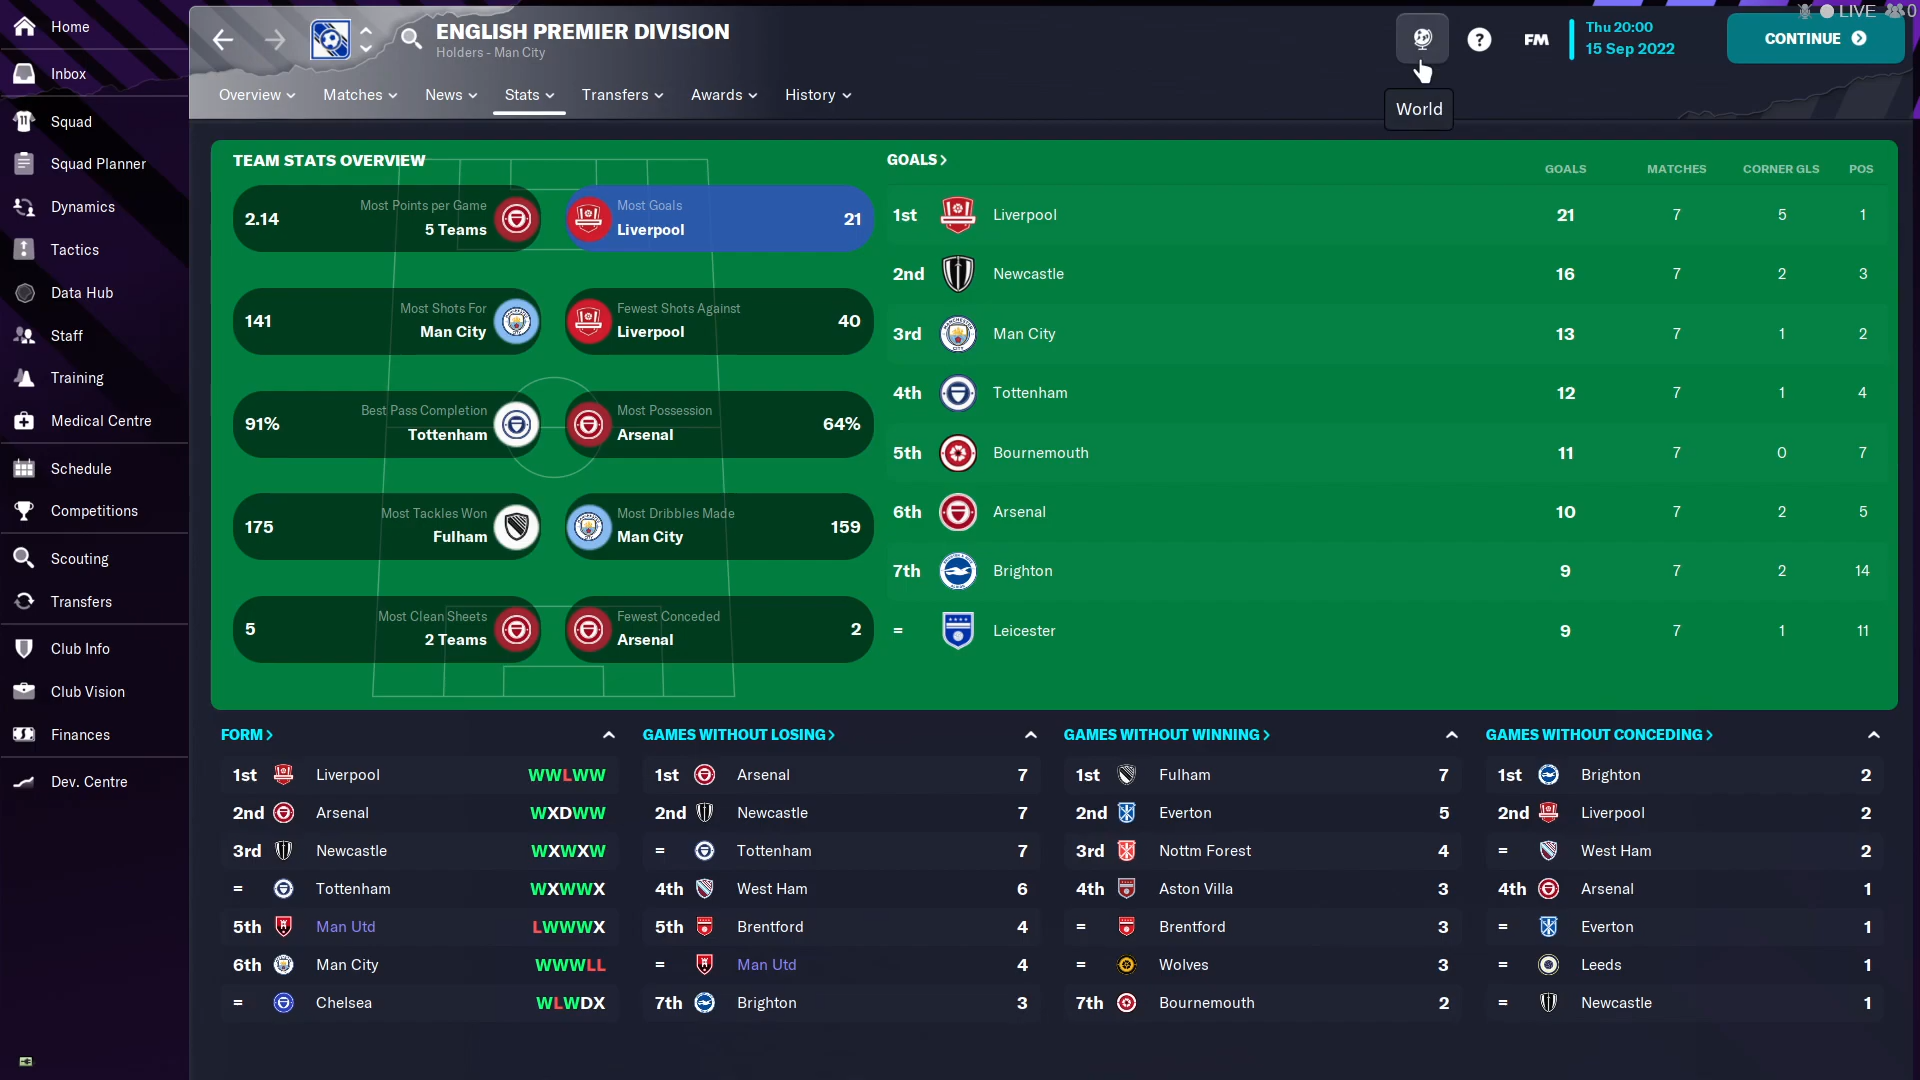 LIVE 0
Home
Inbox
Squad
Squad Planner
Dynamics
Tactics
Data Hub
Staff
Training
Medical Centre
Schedule
Competitions
Scouting
Transfers
Club Info
Club Vision
Finances
Dev. Centre
ENGLISH PREMIER DIVISION
Holders - Man City
FM
Thu 20:00
15 Sep 2022
CONTINUE
Overview Matches News Stats Transfers Awards History
World
TEAM STATS OVERVIEW
2.14 Most Points per Game
5 Teams
Most Goals
Liverpool 21
141 Most Shots For
Man City
Fewest Shots Against
Liverpool 40
91% Best Pass Completion
Tottenham
Most Possession
Arsenal 64%
175 Most Tackles Won
Fulham
Most Dribbles Made
Man City 159
5 Most Clean Sheets
2 Teams
Fewest Conceded
Arsenal 2
GOALS
GOALS MATCHES CORNER GLS POS
1st Liverpool 21 7 5 1
2nd Newcastle 16 7 2 3
3rd Man City 13 7 1 2
4th Tottenham 12 7 1 4
5th Bournemouth 11 7 0 7
6th Arsenal 10 7 2 5
7th Brighton 9 7 2 14
= Leicester 9 7 1 11
FORM
1st Liverpool WWLWW
2nd Arsenal WXDWW
3rd Newcastle WXWXW
= Tottenham WXWWX
5th Man Utd LWWWX
6th Man City WWWLL
= Chelsea WLWDX
GAMES WITHOUT LOSING
1st Arsenal 7
2nd Newcastle 7
= Tottenham 7
4th West Ham 6
5th Brentford 4
= Man Utd 4
7th Brighton 3
GAMES WITHOUT WINNING
1st Fulham 7
2nd Everton 5
3rd Nottm Forest 4
4th Aston Villa 3
= Brentford 3
= Wolves 3
7th Bournemouth 2
GAMES WITHOUT CONCEDING
1st Brighton 2
2nd Liverpool 2
= West Ham 2
4th Arsenal 1
= Everton 1
= Leeds 1
= Newcastle 1